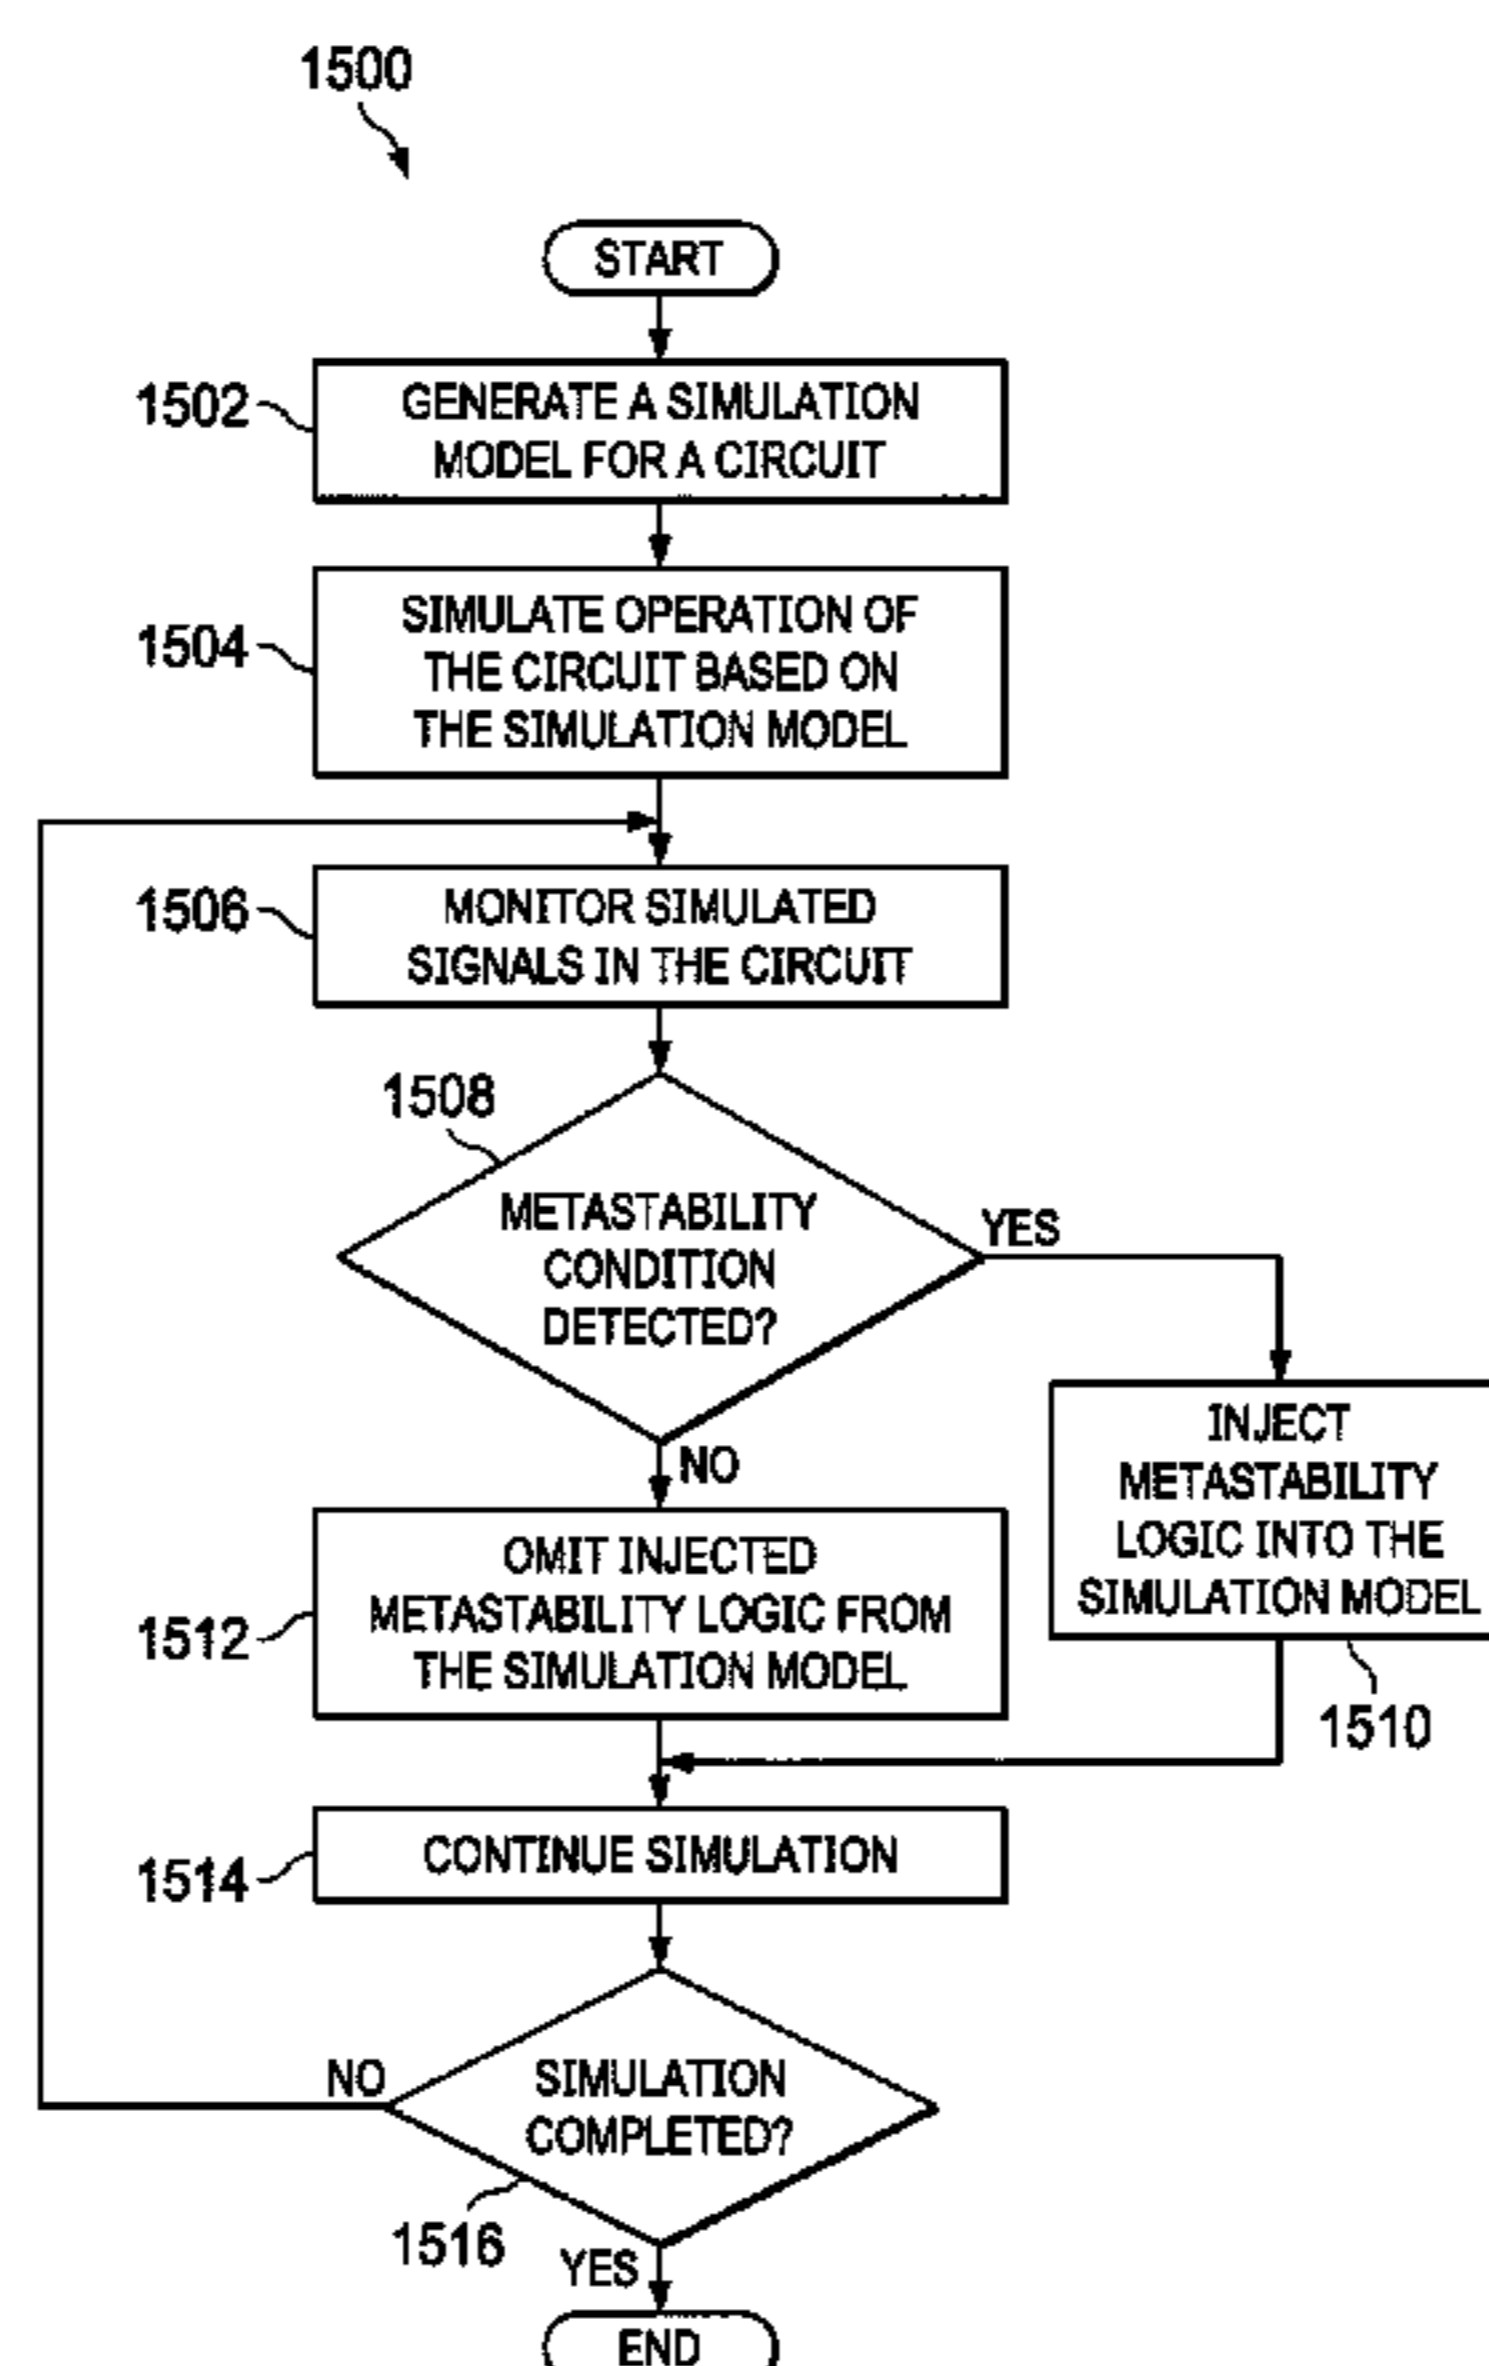 1500
START
1502
GENERATE A SIMULATION
MODEL FOR A CIRCUIT
1504
SIMULATE OPERATION OF
THE CIRCUIT BASED ON
THE SIMULATION MODEL
1506
MONITOR SIMULATED
SIGNALS IN THE CIRCUIT
1508
METASTABILITY
CONDITION
DETECTED?
YES
NO
INJECT
METASTABILITY
LOGIC INTO THE
SIMULATION MODEL
1510
OMIT INJECTED
METASTABILITY LOGIC FROM
THE SIMULATION MODEL
1512
CONTINUE SIMULATION
1514
NO
SIMULATION
COMPLETED?
1516
YES
END